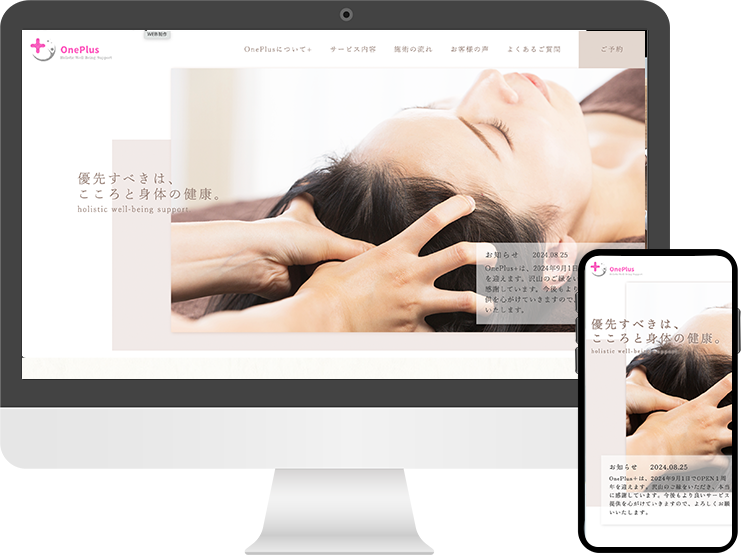 WEB制作
OnePlus
Holistic Well-Being Support
OnePlusについて+ サービス内容 施術の流れ お客様の声 よくあるご質問 ご予約
優先すべきは、
こころと身体の健康。
holistic well-being support
お知らせ 2024.08.25
OnePlus+は、2024年9月1日
を迎えます。沢山のご縁をい
感謝しています。今後もより
供を心がけていきますので、
いたします。
OnePlus
優先すべきは、
こころと身体の健康。
holistic well-being support
お知らせ 2024.08.25
OnePlus+は、2024年9月1日でOPEN１周
年を迎えます。沢山のご縁をいただき、本当
に感謝しています。今後もより良いサービス
提供を心がけていきますので、よろしくお願
いいたします。